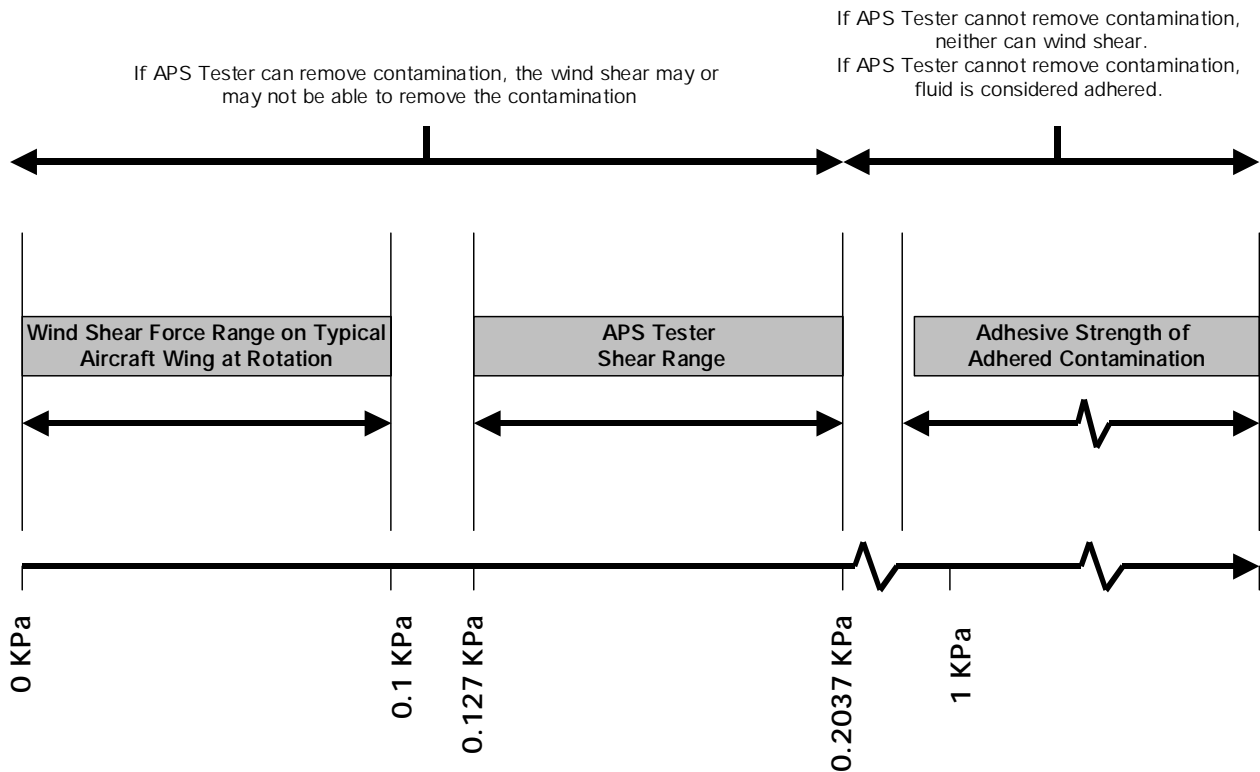 If APS Tester can remove contamination, the wind shear may or
may not be able to remove the contamination
If APS Tester cannot remove contamination,
neither can wind shear.
If APS Tester cannot remove contamination,
fluid is considered adhered.
Wind Shear Force Range on Typical
Aircraft Wing at Rotation
APS Tester
Shear Range
Adhesive Strength of
Adhered Contamination
0 KPa
0.1 KPa
0.127 KPa
0.2037 KPa
1 KPa